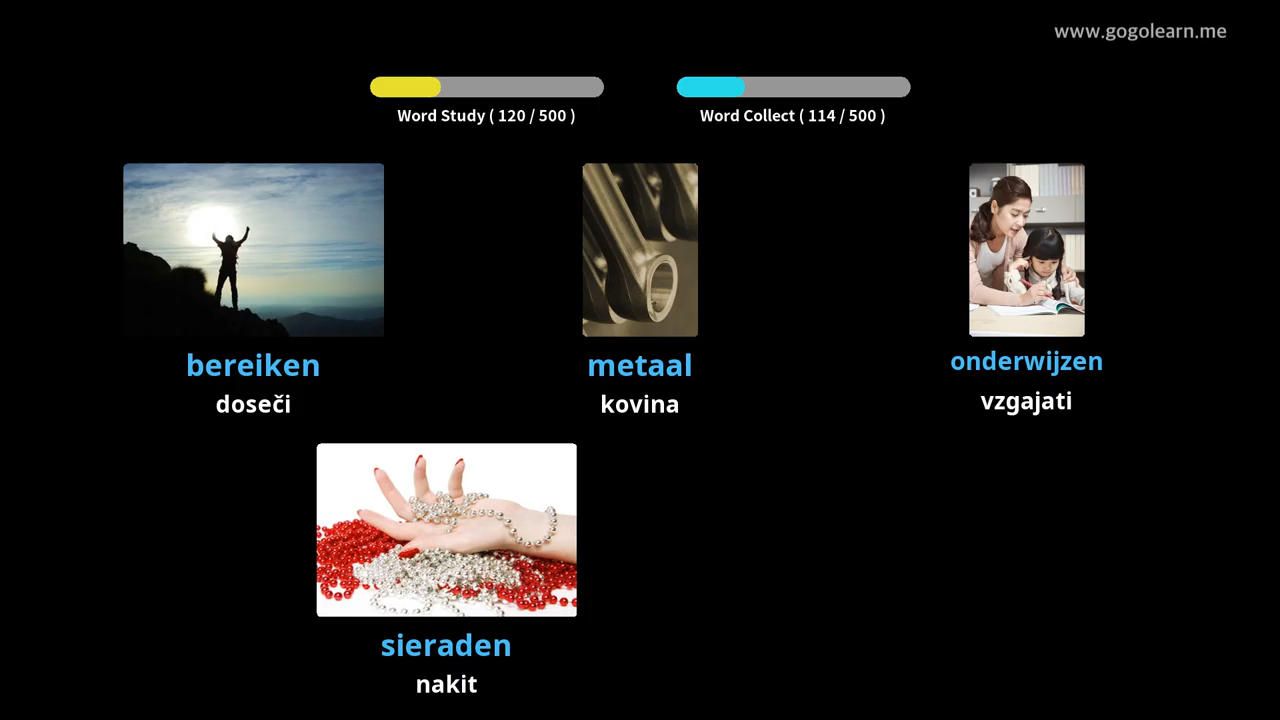 www.gogolearn.me
Word Study ( 120 / 500 )
Word Collect ( 114 / 500 )
bereiken
doseči
metaal
kovina
onderwijzen
vzgajati
sieraden
nakit